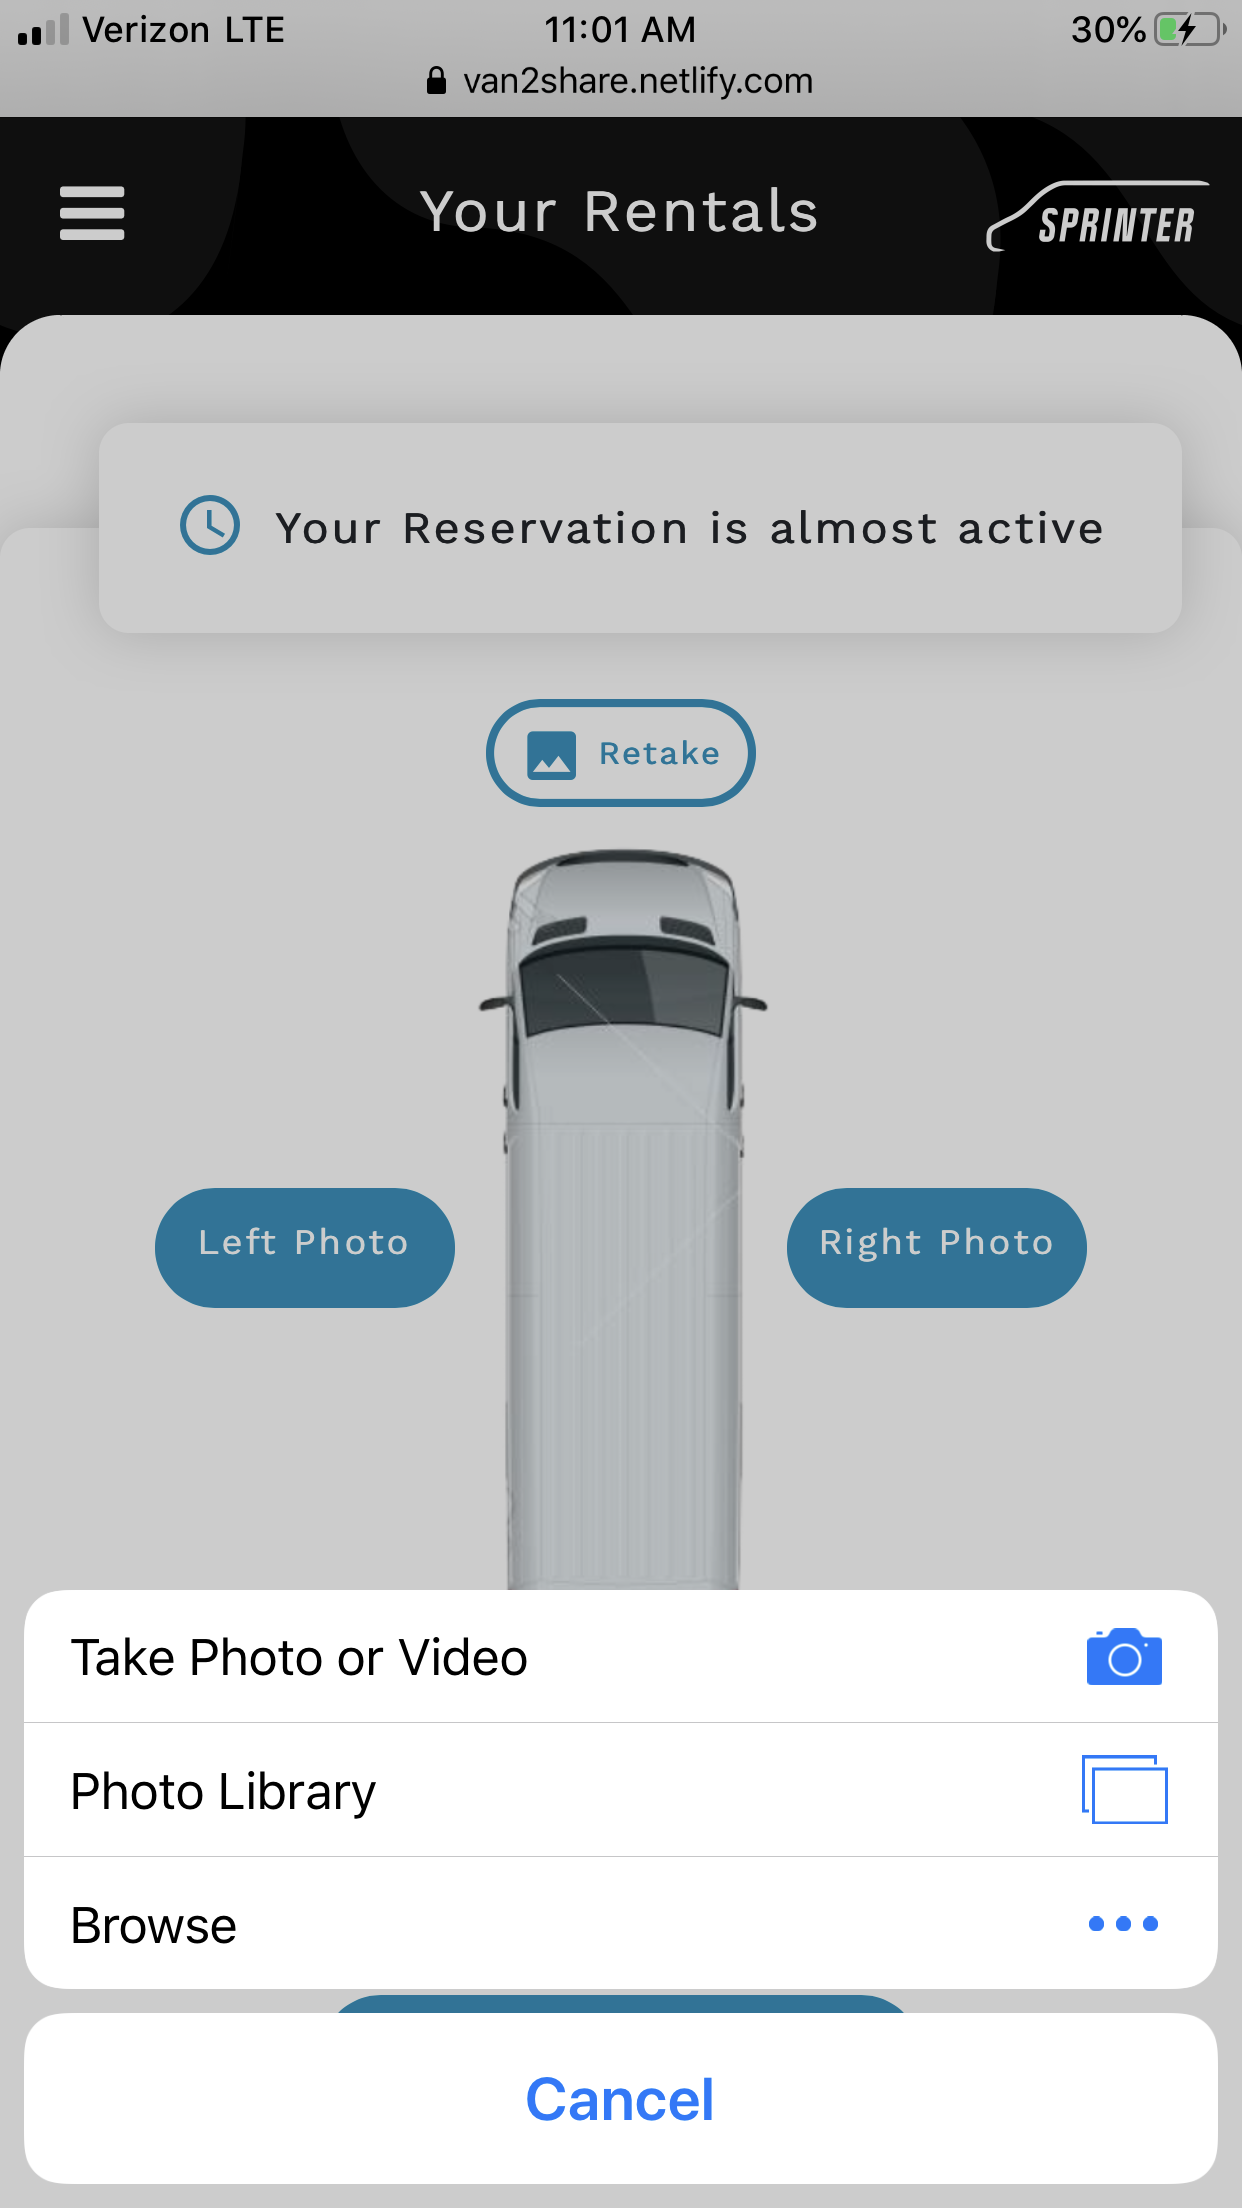 Verizon LTE 11:01 AM 30%
van2share.netlify.com
Your Rentals
SPRINTER
Your Reservation is almost active
Retake
Left Photo
Right Photo
Take Photo or Video
Photo Library
Browse
Cancel